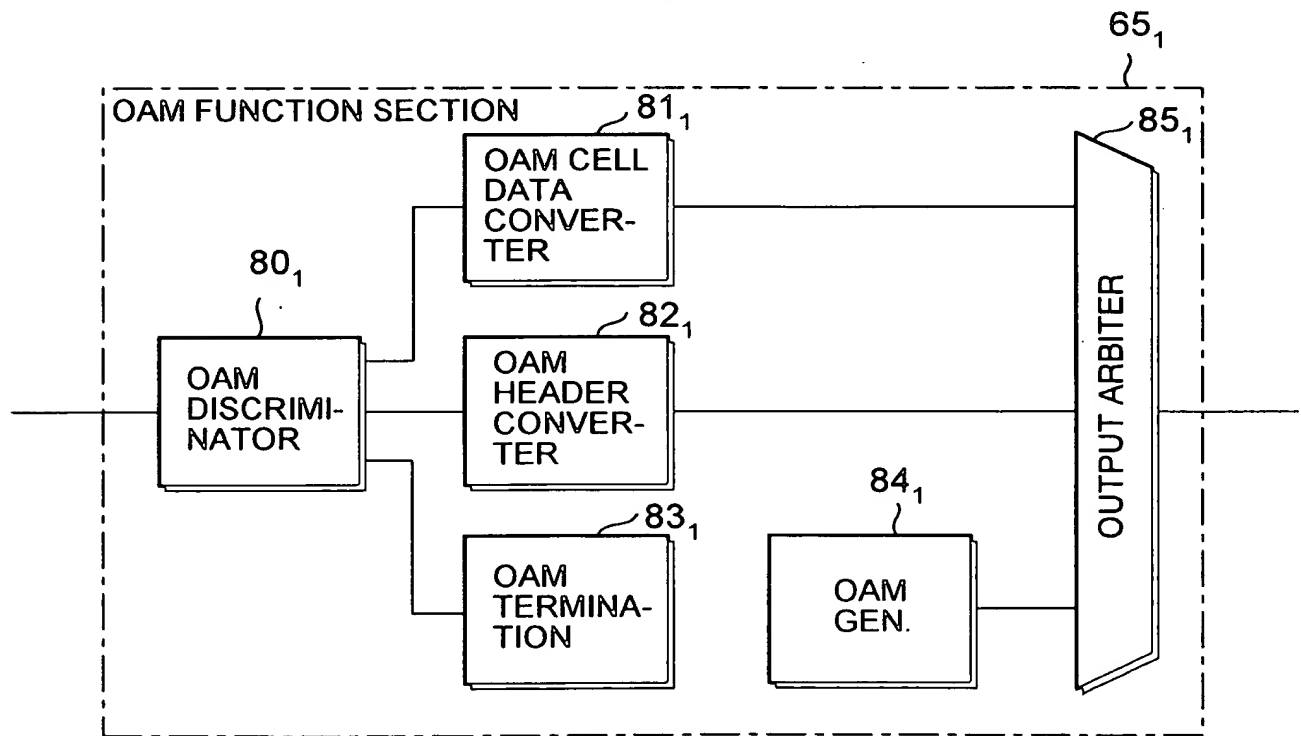 65₁
OAM FUNCTION SECTION
81₁
85₁
OAM CELL
DATA
CONVER-
TER
80₁
OAM
DISCRIMI-
NATOR
82₁
OAM
HEADER
CONVER-
TER
OUTPUT ARBITER
83₁
84₁
OAM
TERMINA-
TION
OAM
GEN.